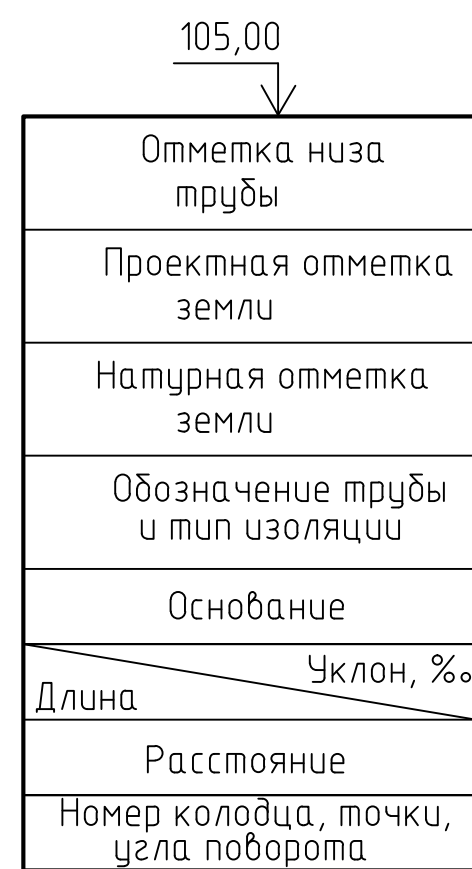 105,00
Отметка низа
трубы
Проектная отметка
земли
Натурная отметка
земли
Обозначение трубы
и тип изоляции
Основание
Уклон, ‰
Длина
Расстояние
Номер колодца, точки,
угла поворота